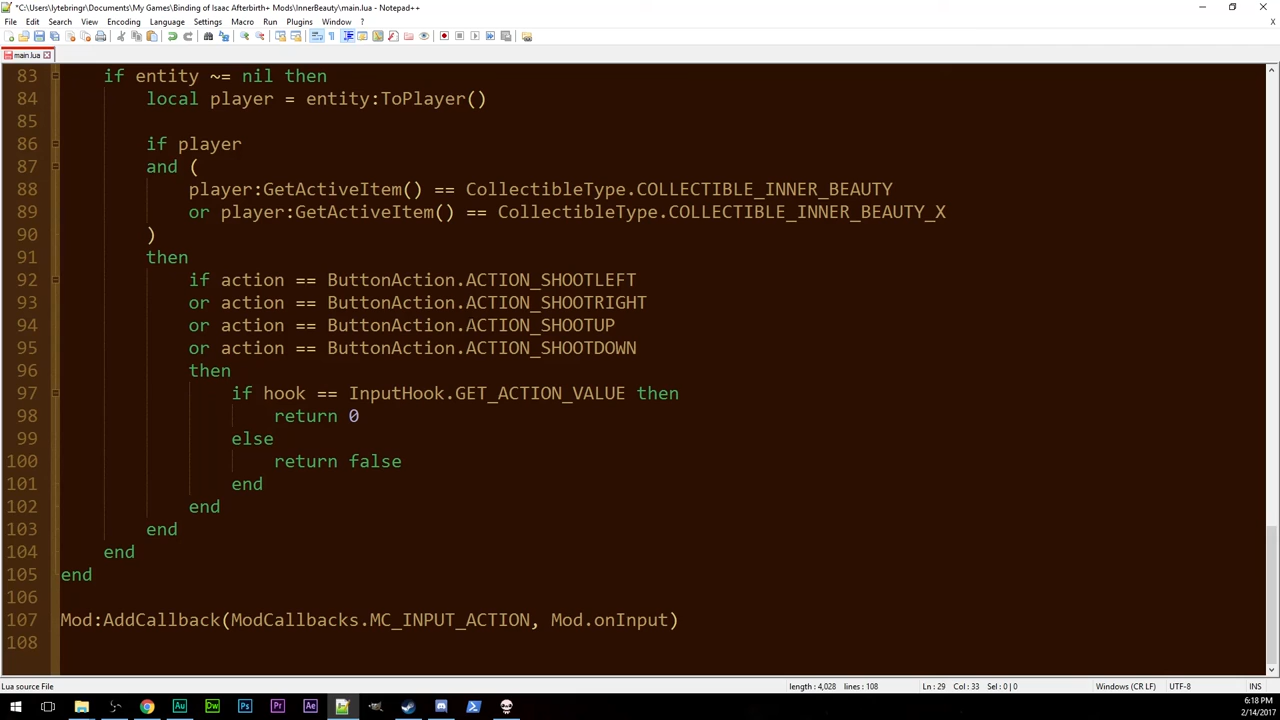 *C:\Users\lytebringr\Documents\My Games\Binding of Isaac Afterbirth+ Mods\InnerBeauty\main.lua - Notepad++
File Edit Search View Encoding Language Settings Macro Run Plugins Window ? X
main.lua
83 if entity ~= nil then
84 local player = entity:ToPlayer()
85
86 if player
87 and (
88 player:GetActiveItem() == CollectibleType.COLLECTIBLE_INNER_BEAUTY
89 or player:GetActiveItem() == CollectibleType.COLLECTIBLE_INNER_BEAUTY_X
90 )
91 then
92 if action == ButtonAction.ACTION_SHOOTLEFT
93 or action == ButtonAction.ACTION_SHOOTRIGHT
94 or action == ButtonAction.ACTION_SHOOTUP
95 or action == ButtonAction.ACTION_SHOOTDOWN
96 then
97 if hook == InputHook.GET_ACTION_VALUE then
98 return 0
99 else
100 return false
101 end
102 end
103 end
104 end
105 end
106
107 Mod:AddCallback(ModCallbacks.MC_INPUT_ACTION, Mod.onInput)
108
Lua source File length : 4,028 lines : 108 Ln : 29 Col : 33 Sel : 0 | 0 Windows (CR LF) UTF-8 INS
Au Dw Ps Pr Ae
6:18 PM
2/14/2017